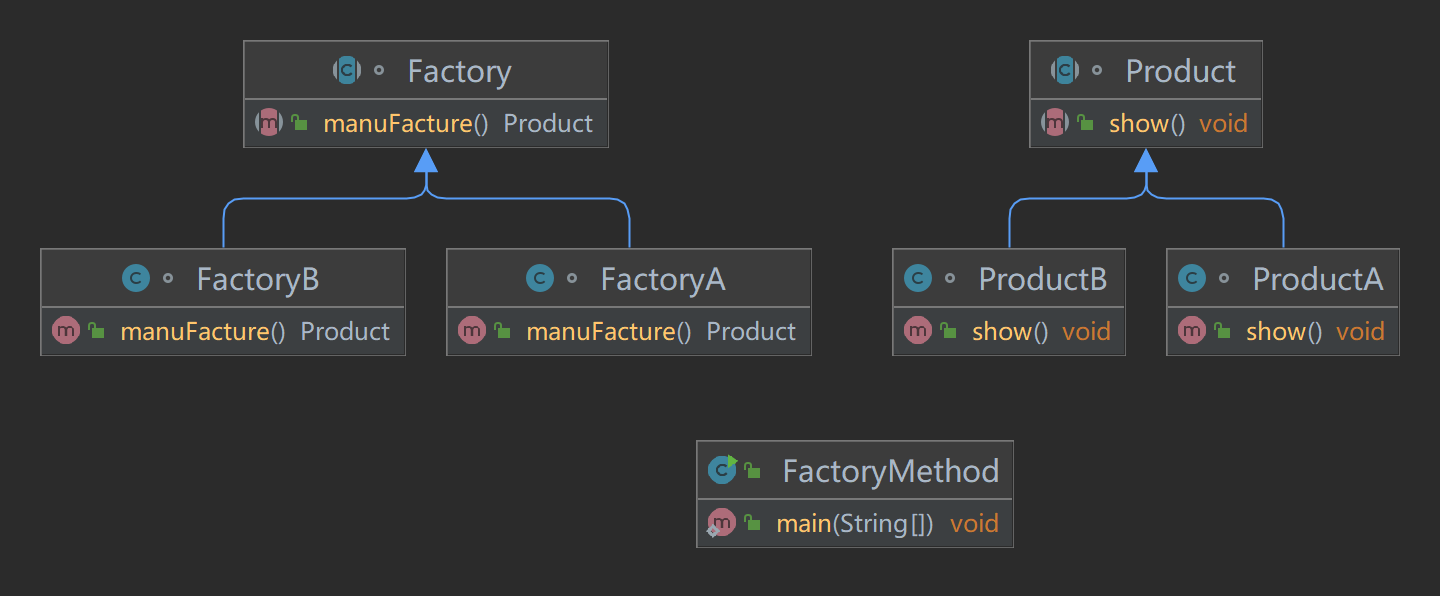 Factory
manuFacture() Product
Product
show() void
FactoryB
manuFacture() Product
FactoryA
manuFacture() Product
ProductB
show() void
ProductA
show() void
FactoryMethod
main(String[]) void